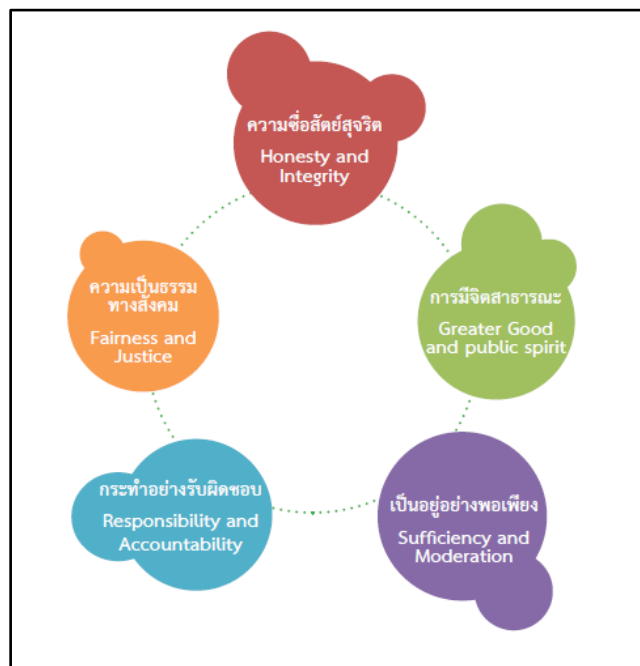 ความซื่อสัตย์สุจริต
Honesty and
Integrity
การมีจิตสาธารณะ
Greater Good
and public spirit
เป็นอยู่อย่างพอเพียง
Sufficiency and
Moderation
กระทำอย่างรับผิดชอบ
Responsibility and
Accountability
ความเป็นธรรม
ทางสังคม
Fairness and
Justice